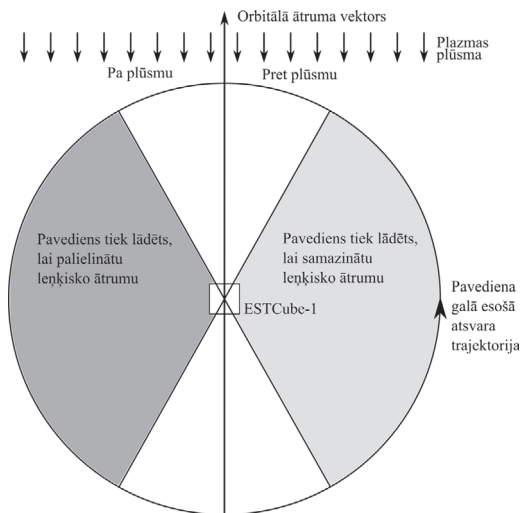 Orbitālā ātruma vektors
Plazmas
plūsma
Pa plūsmu
Pret plūsmu
Pavediens tiek lādēts,
lai palielinātu
leņķisko ātrumu
Pavediens tiek lādēts,
lai samazinātu
leņķisko ātrumu
ESTCube-1
Pavediena
galā esošā
atsvara
trajektorija